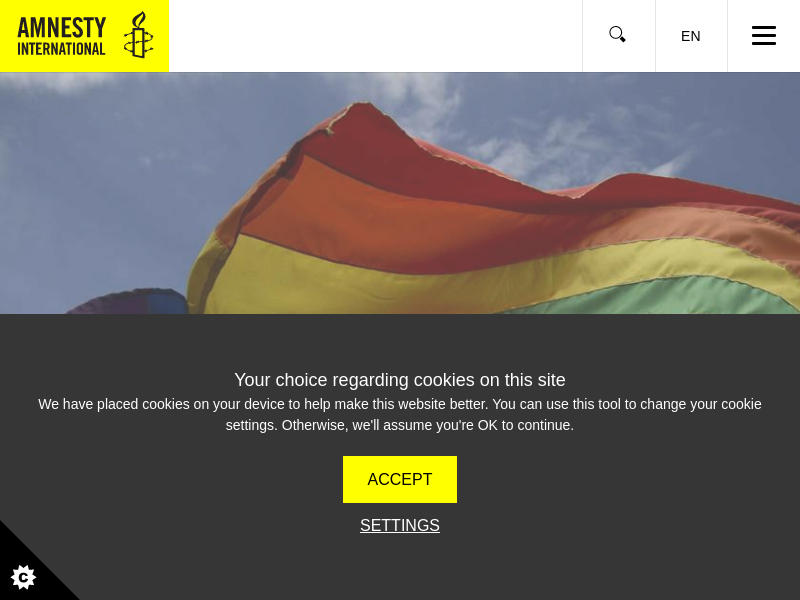 AMNESTY
INTERNATIONAL
EN
Your choice regarding cookies on this site
We have placed cookies on your device to help make this website better. You can use this tool to change your cookie
settings. Otherwise, we'll assume you're OK to continue.
ACCEPT
SETTINGS
C